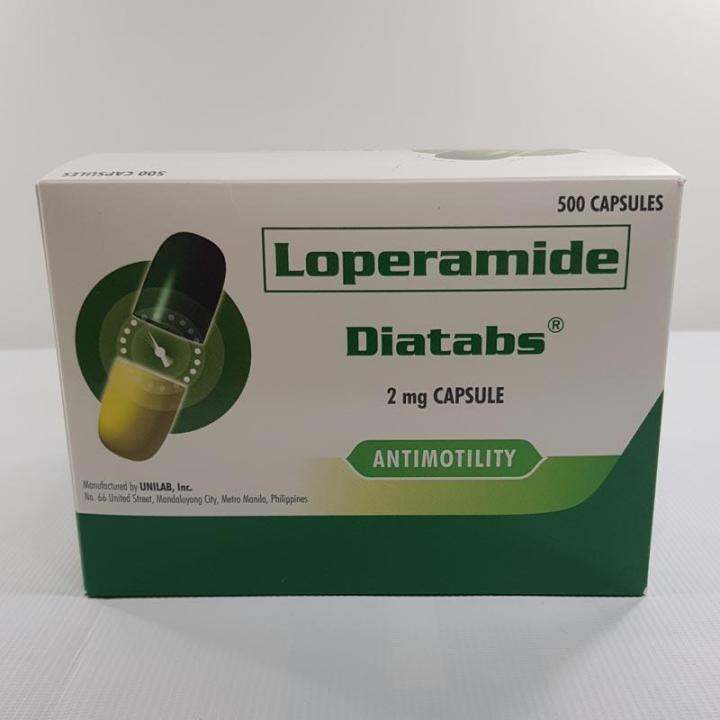 500 CAPSULES
500 CAPSULES
Loperamide
Diatabs®
2 mg CAPSULE
ANTIMOTILITY
Manufactured by UNILAB, Inc.
No. 66 United Street, Mandaluyong City, Metro Manila, Philippines